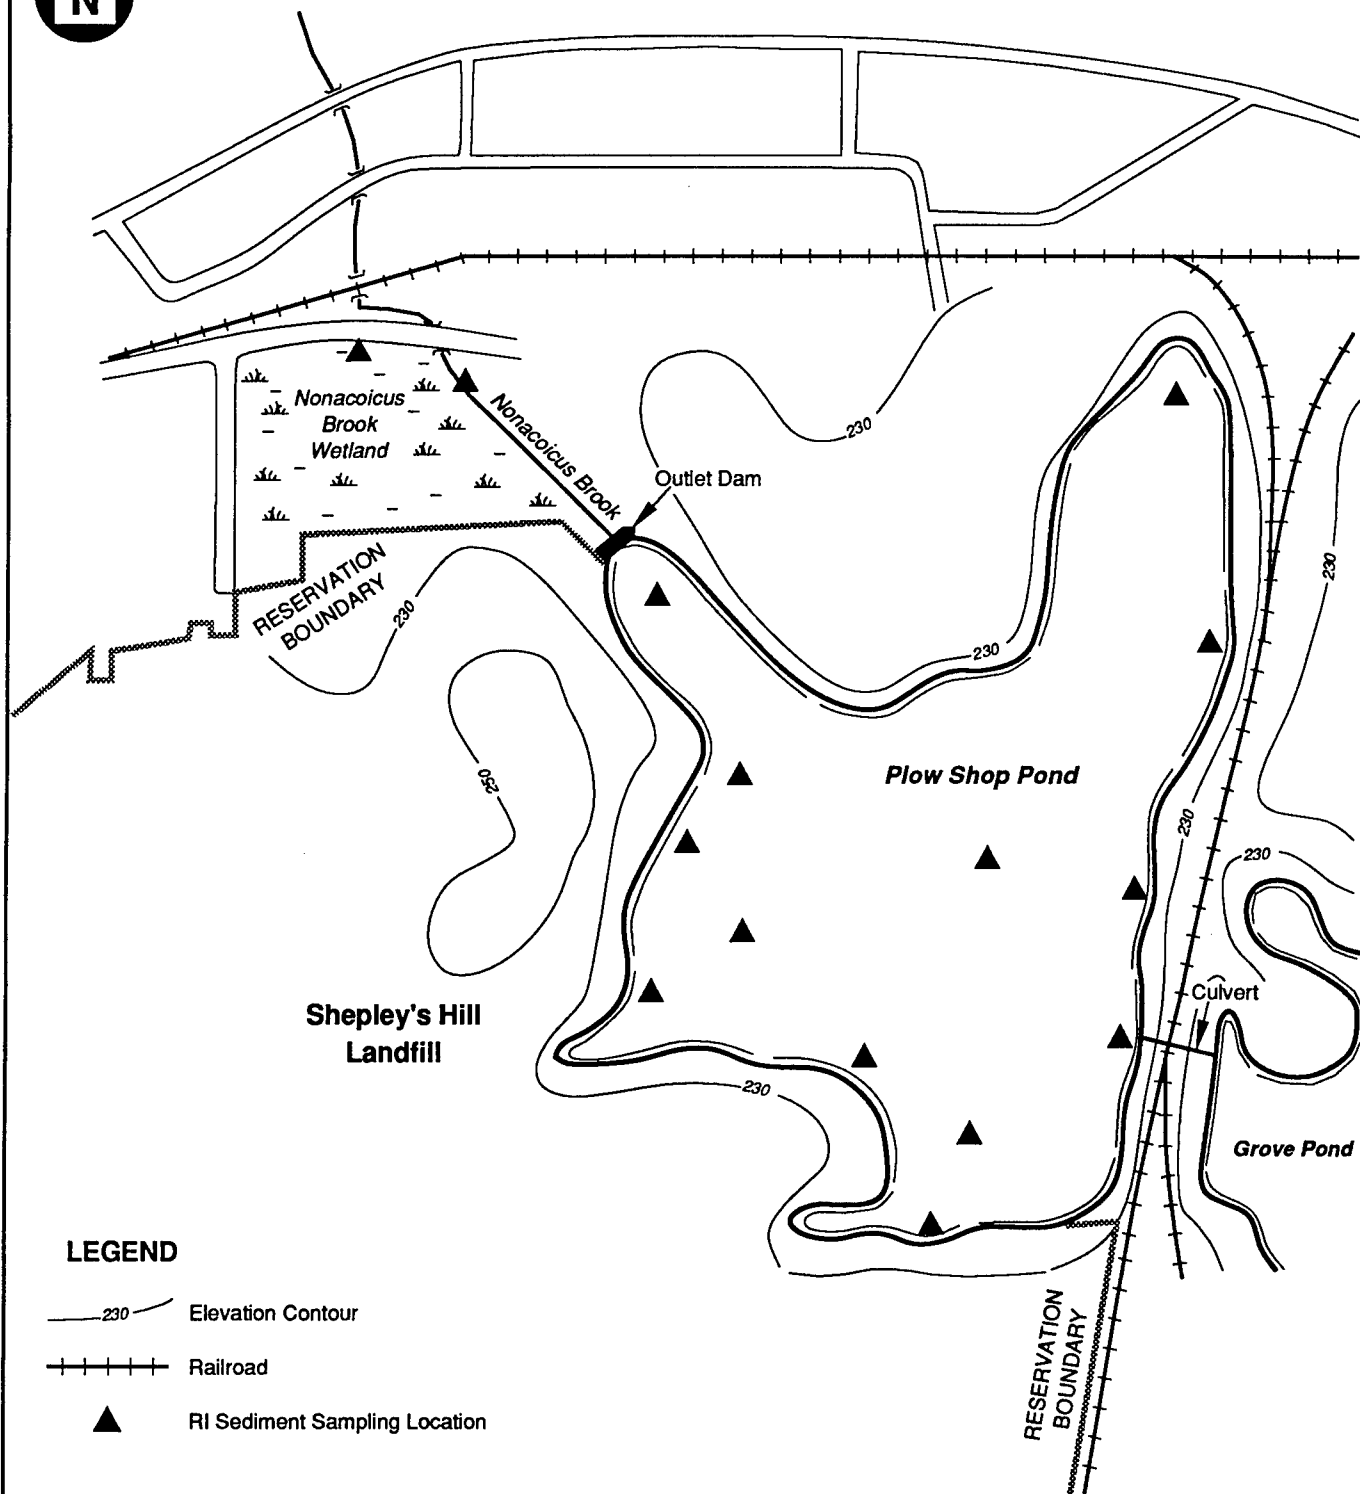 N
Nonacoicus
Brook
Wetland
Nonacoicus Brook
230
Outlet Dam
RESERVATION
BOUNDARY
230
230
230
250
Plow Shop Pond
230
230
Culvert
Shepley's Hill
Landfill
230
Grove Pond
RESERVATION
BOUNDARY
LEGEND
230 Elevation Contour
Railroad
RI Sediment Sampling Location